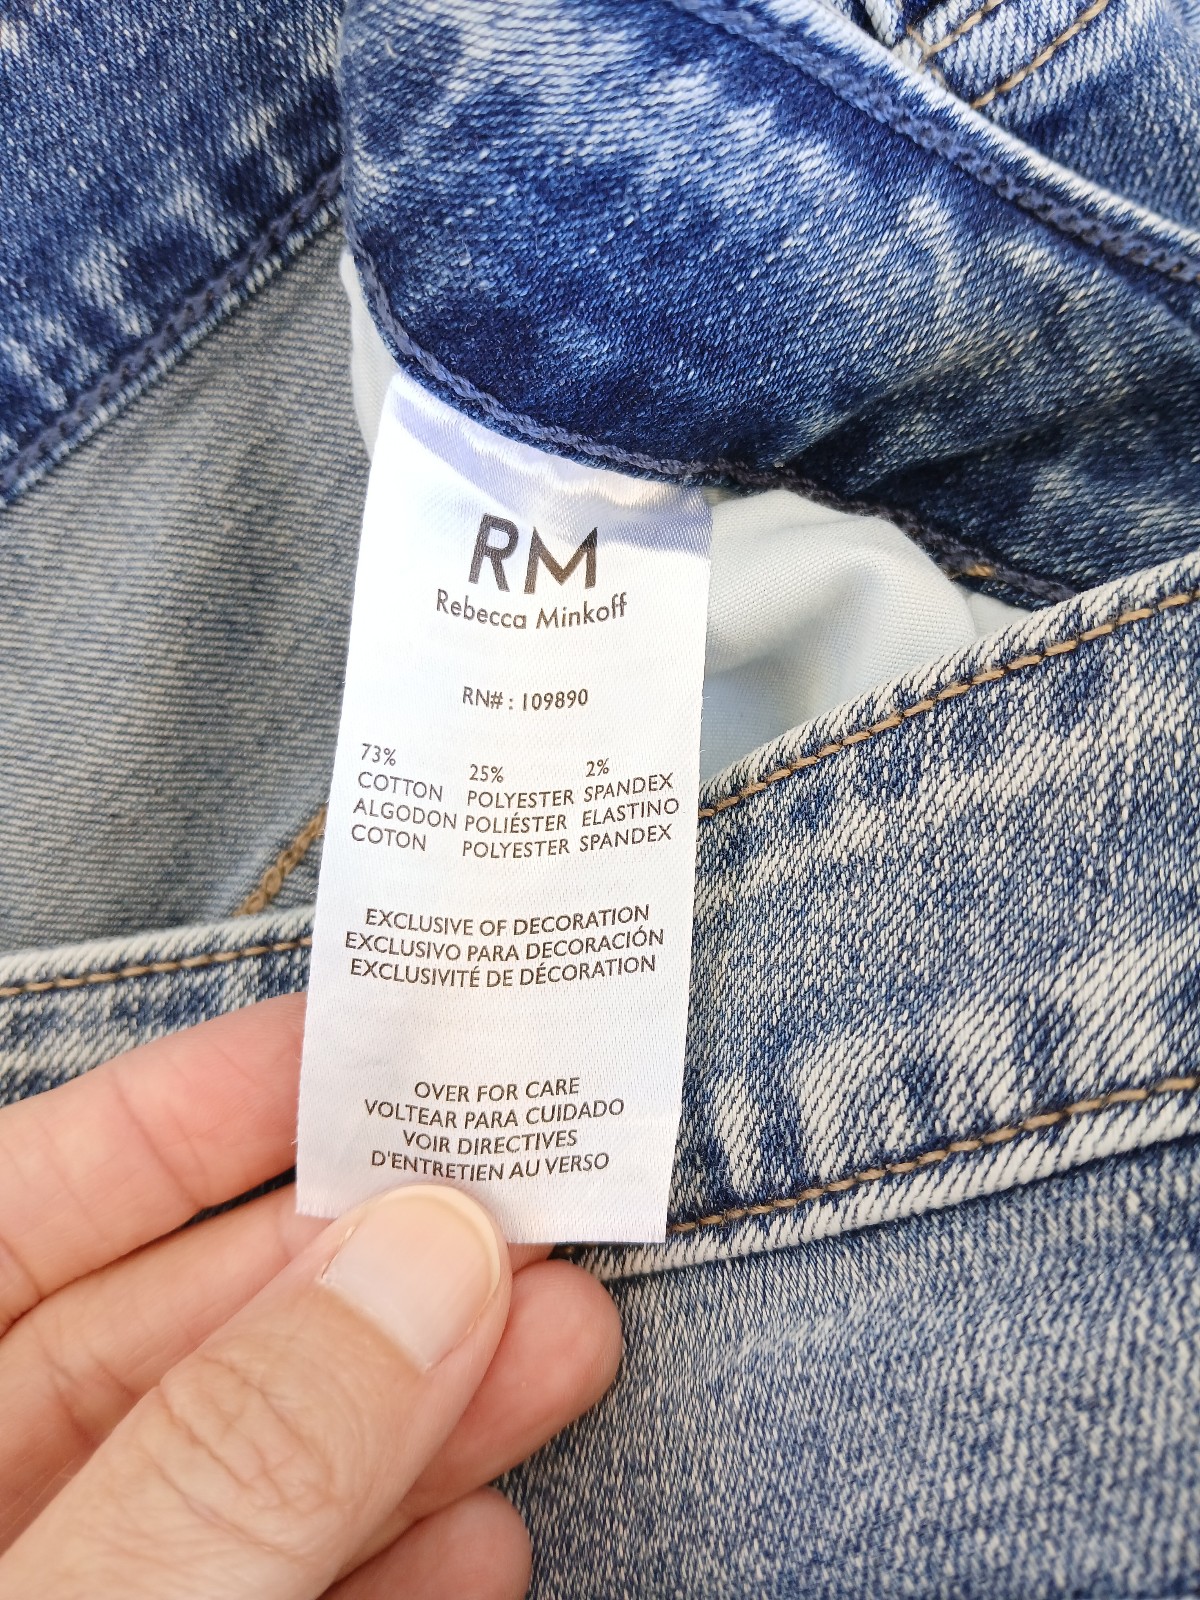 RM
Rebecca Minkoff
RN# : 109890
73% 25% 2%
COTTON POLYESTER SPANDEX
ALGODON POLIÉSTER ELASTINO
COTON POLYESTER SPANDEX
EXCLUSIVE OF DECORATION
EXCLUSIVO PARA DECORACIÓN
EXCLUSIVITÉ DE DÉCORATION
OVER FOR CARE
VOLTEAR PARA CUIDADO
VOIR DIRECTIVES
D'ENTRETIEN AU VERSO